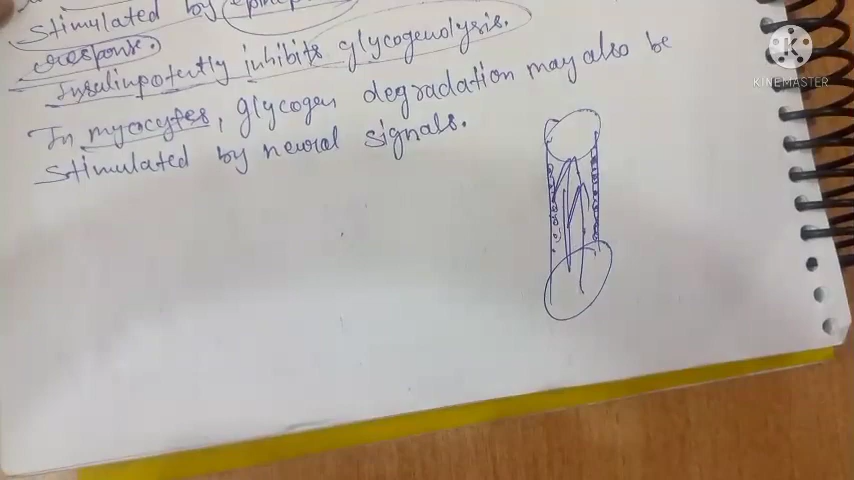 Stimulated by
response.
Insulin potently inhibits glycogenolysis.
In myocytes, glycogen degradation may also be
stimulated by neural signals.
KINEMASTER